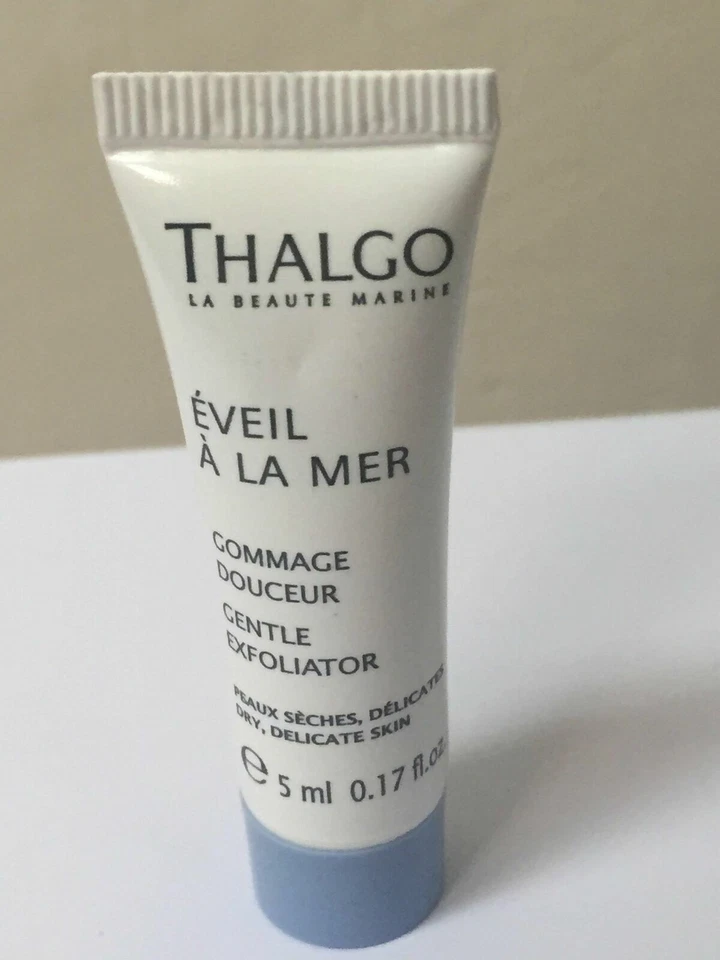 THALGO
LA BEAUTE MARINE
ÉVEIL
À LA MER
GOMMAGE
DOUCEUR
GENTLE
EXFOLIATOR
PEAUX SÈCHES, DÉLICATES
DRY, DELICATE SKIN
℮ 5 ml 0.17 fl.oz.